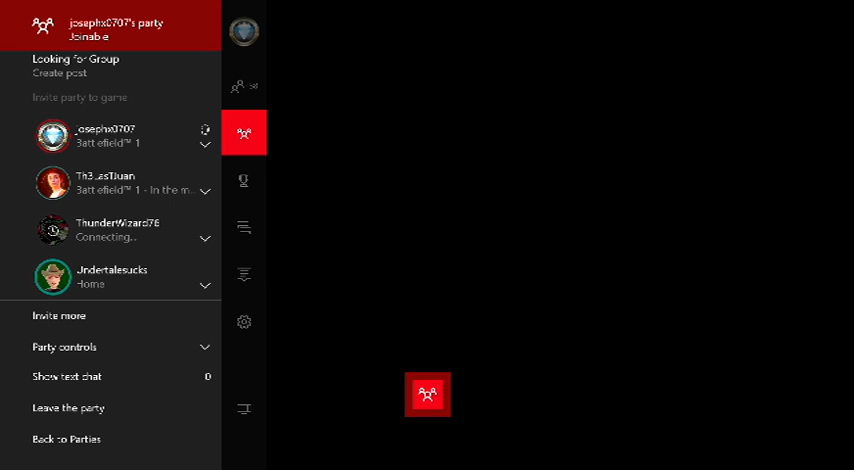 josephx0707's party
Joinable
Looking for Group
Create post
Invite party to game
josephx0707
Battlefield™ 1
Th3LasTJuan
Battlefield™ 1 - In the m...
ThunderWizard76
Connecting...
Undertalesucks
Home
Invite more
Party controls
Show text chat 0
Leave the party
Back to Parties